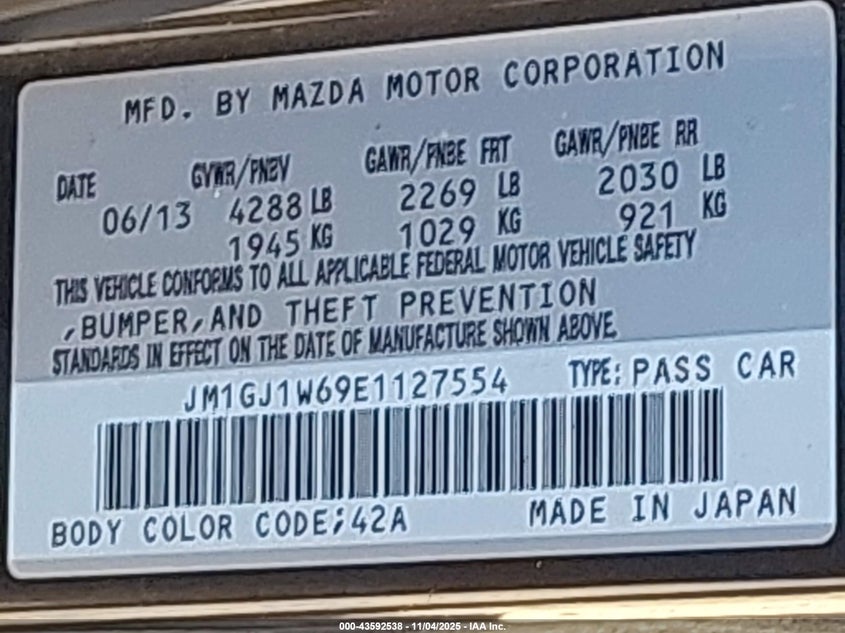 MFD. BY MAZDA MOTOR CORPORATION
DATE GVWR/PNBV GAWR/PNBE FRT GAWR/PNBE RR
06/13 4288 LB 2269 LB 2030 LB
1945 KG 1029 KG 921 KG
THIS VEHICLE CONFORMS TO ALL APPLICABLE FEDERAL MOTOR VEHICLE SAFETY
,BUMPER,AND THEFT PREVENTION
STANDARDS IN EFFECT ON THE DATE OF MANUFACTURE SHOWN ABOVE.
JM1GJ1W69E1127554 TYPE: PASS CAR
BODY COLOR CODE:42A MADE IN JAPAN
000-43592538 - 11/04/2025 - IAA Inc.